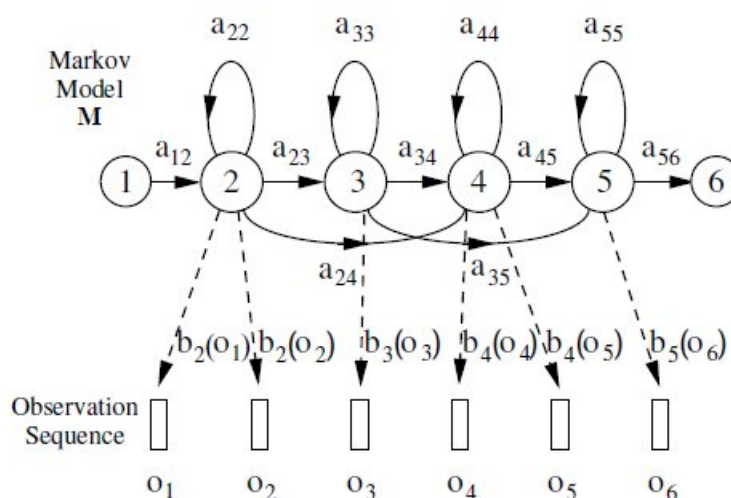 a22 a33 a44 a55
Markov
Model
M
a12 a23 a34 a45 a56
1 2 3 4 5 6
a24 a35
b2(o1) b2(o2) b3(o3) b4(o4) b4(o5) b5(o6)
Observation
Sequence
o1 o2 o3 o4 o5 o6